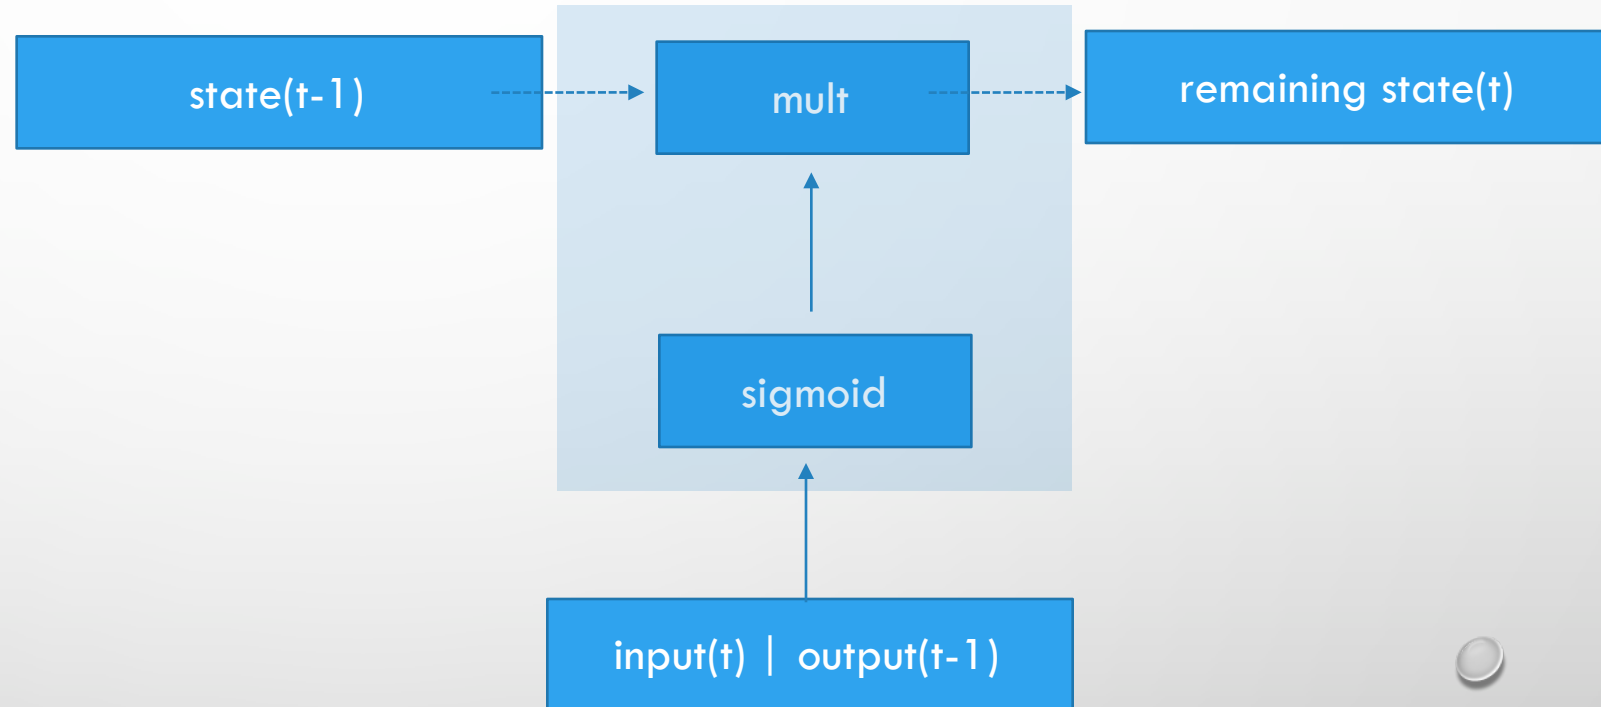 state(t-1)
mult
remaining state(t)
sigmoid
input(t) | output(t-1)